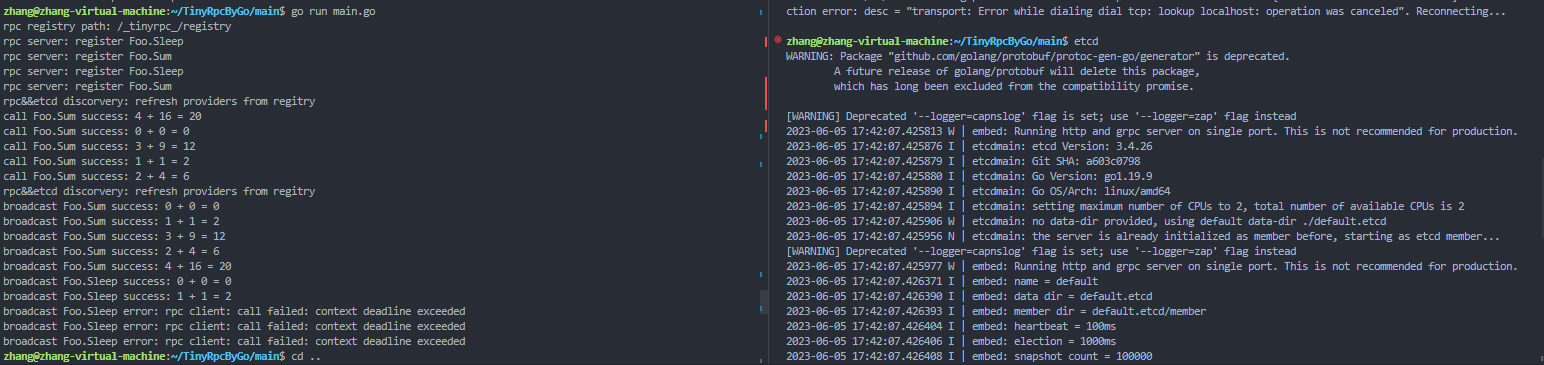 zhang@zhang-virtual-machine:~/TinyRpcByGo/main$ go run main.go
rpc registry path: /_tinyrpc_/registry
rpc server: register Foo.Sleep
rpc server: register Foo.Sum
rpc server: register Foo.Sleep
rpc server: register Foo.Sum
rpc&&etcd discorvery: refresh providers from regitry
call Foo.Sum success: 4 + 16 = 20
call Foo.Sum success: 0 + 0 = 0
call Foo.Sum success: 3 + 9 = 12
call Foo.Sum success: 1 + 1 = 2
call Foo.Sum success: 2 + 4 = 6
rpc&&etcd discorvery: refresh providers from regitry
broadcast Foo.Sum success: 0 + 0 = 0
broadcast Foo.Sum success: 1 + 1 = 2
broadcast Foo.Sum success: 3 + 9 = 12
broadcast Foo.Sum success: 2 + 4 = 6
broadcast Foo.Sum success: 4 + 16 = 20
broadcast Foo.Sleep success: 0 + 0 = 0
broadcast Foo.Sleep success: 1 + 1 = 2
broadcast Foo.Sleep error: rpc client: call failed: context deadline exceeded
broadcast Foo.Sleep error: rpc client: call failed: context deadline exceeded
broadcast Foo.Sleep error: rpc client: call failed: context deadline exceeded
zhang@zhang-virtual-machine:~/TinyRpcByGo/main$ cd ..
ction error: desc = "transport: Error while dialing dial tcp: lookup localhost: operation was canceled". Reconnecting...
zhang@zhang-virtual-machine:~/TinyRpcByGo/main$ etcd
WARNING: Package "github.com/golang/protobuf/protoc-gen-go/generator" is deprecated.
A future release of golang/protobuf will delete this package,
which has long been excluded from the compatibility promise.
[WARNING] Deprecated '--logger=capnslog' flag is set; use '--logger=zap' flag instead
2023-06-05 17:42:07.425813 W | embed: Running http and grpc server on single port. This is not recommended for production.
2023-06-05 17:42:07.425876 I | etcdmain: etcd Version: 3.4.26
2023-06-05 17:42:07.425879 I | etcdmain: Git SHA: a603c0798
2023-06-05 17:42:07.425880 I | etcdmain: Go Version: go1.19.9
2023-06-05 17:42:07.425890 I | etcdmain: Go OS/Arch: linux/amd64
2023-06-05 17:42:07.425894 I | etcdmain: setting maximum number of CPUs to 2, total number of available CPUs is 2
2023-06-05 17:42:07.425906 W | etcdmain: no data-dir provided, using default data-dir ./default.etcd
2023-06-05 17:42:07.425956 N | etcdmain: the server is already initialized as member before, starting as etcd member...
[WARNING] Deprecated '--logger=capnslog' flag is set; use '--logger=zap' flag instead
2023-06-05 17:42:07.425977 W | embed: Running http and grpc server on single port. This is not recommended for production.
2023-06-05 17:42:07.426371 I | embed: name = default
2023-06-05 17:42:07.426390 I | embed: data dir = default.etcd
2023-06-05 17:42:07.426393 I | embed: member dir = default.etcd/member
2023-06-05 17:42:07.426404 I | embed: heartbeat = 100ms
2023-06-05 17:42:07.426406 I | embed: election = 1000ms
2023-06-05 17:42:07.426408 I | embed: snapshot count = 100000